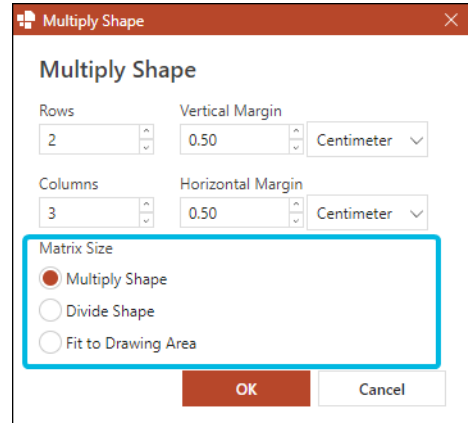 Multiply Shape
Multiply Shape
Rows Vertical Margin
2 0.50 Centimeter
Columns Horizontal Margin
3 0.50 Centimeter
Matrix Size
Multiply Shape
Divide Shape
Fit to Drawing Area
OK Cancel